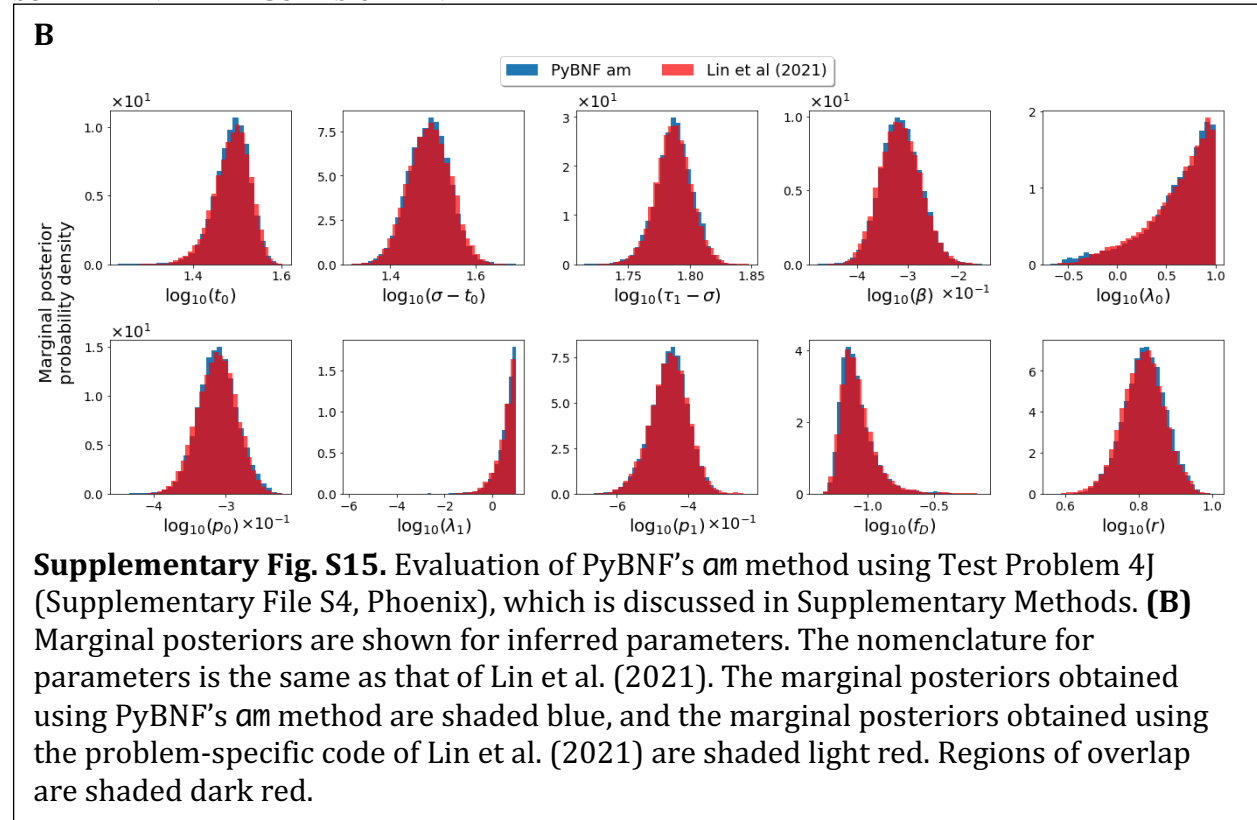 B
PyBNF am Lin et al (2021)
Marginal posterior
probability density
×10¹ ×10¹ ×10¹
1.0 7.5 3 1.0 2
0.5 5.0 2 0.5 1
2.5 1
0.0 0.0 0 0.0 0
1.4 1.6 1.4 1.6 1.75 1.80 1.85 −4 −3 −2 −0.5 0.0 0.5 1.0
log₁₀(t₀) log₁₀(σ − t₀) log₁₀(τ₁ − σ) log₁₀(β) ×10⁻¹ log₁₀(λ₀)
×10¹
1.5 1.5 7.5 4 6
1.0 1.0 5.0 2 4
0.5 0.5 2.5 2
0.0 0.0 0.0 0 0
−4 −3 −6 −4 −2 0 −6 −4 −1.0 −0.5 0.6 0.8 1.0
log₁₀(p₀) ×10⁻¹ log₁₀(λ₁) log₁₀(p₁) ×10⁻¹ log₁₀(f_D) log₁₀(r)
Supplementary Fig. S15. Evaluation of PyBNF's am method using Test Problem 4J
(Supplementary File S4, Phoenix), which is discussed in Supplementary Methods. (B)
Marginal posteriors are shown for inferred parameters. The nomenclature for
parameters is the same as that of Lin et al. (2021). The marginal posteriors obtained
using PyBNF's am method are shaded blue, and the marginal posteriors obtained using
the problem-specific code of Lin et al. (2021) are shaded light red. Regions of overlap
are shaded dark red.